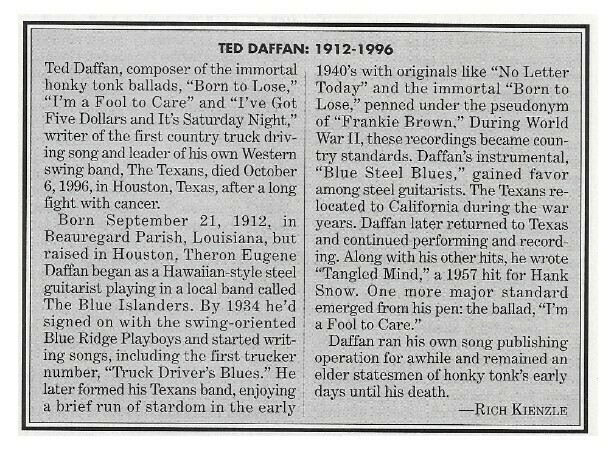 TED DAFFAN: 1912-1996
Ted Daffan, composer of the immortal
honky tonk ballads, “Born to Lose,”
“I’m a Fool to Care” and “I’ve Got
Five Dollars and It’s Saturday Night,”
writer of the first country truck driv-
ing song and leader of his own Western
swing band, The Texans, died October
6, 1996, in Houston, Texas, after a long
fight with cancer.
Born September 21, 1912, in
Beauregard Parish, Louisiana, but
raised in Houston, Theron Eugene
Daffan began as a Hawaiian-style steel
guitarist playing in a local band called
The Blue Islanders. By 1934 he’d
signed on with the swing-oriented
Blue Ridge Playboys and started writ-
ing songs, including the first trucker
number, “Truck Driver’s Blues.” He
later formed his Texans band, enjoying
a brief run of stardom in the early
1940’s with originals like “No Letter
Today” and the immortal “Born to
Lose,” penned under the pseudonym
of “Frankie Brown.” During World
War II, these recordings became coun-
try standards. Daffan’s instrumental,
“Blue Steel Blues,” gained favor
among steel guitarists. The Texans re-
located to California during the war
years. Daffan later returned to Texas
and continued performing and record-
ing. Along with his other hits, he wrote
“Tangled Mind,” a 1957 hit for Hank
Snow. One more major standard
emerged from his pen: the ballad, “I’m
a Fool to Care.”
Daffan ran his own song publishing
operation for awhile and remained an
elder statesmen of honky tonk’s early
days until his death.
—RICH KIENZLE